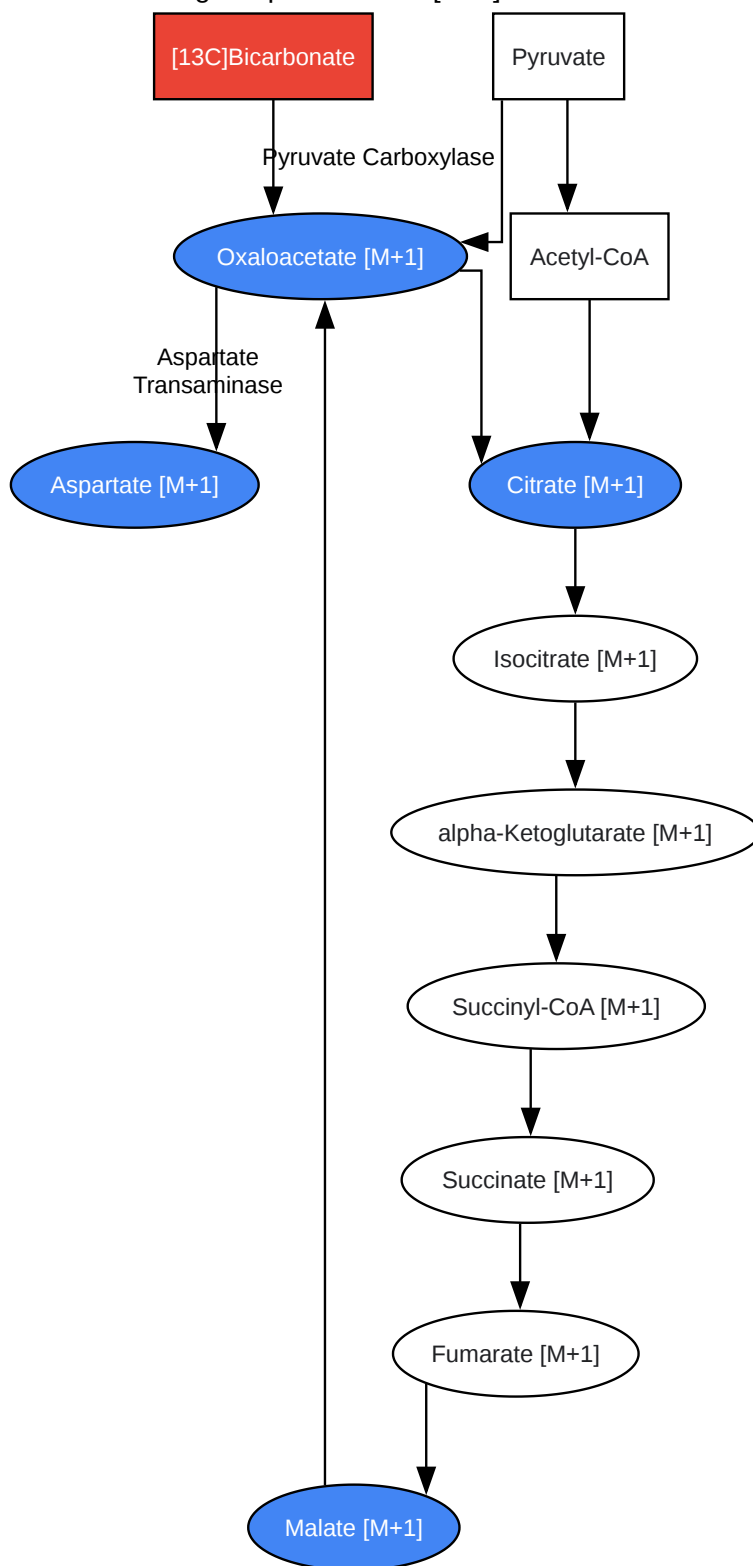 [13C]Bicarbonate
Pyruvate
Pyruvate Carboxylase
Oxaloacetate [M+1]
Acetyl-CoA
Aspartate
Transaminase
Aspartate [M+1]
Citrate [M+1]
Isocitrate [M+1]
alpha-Ketoglutarate [M+1]
Succinyl-CoA [M+1]
Succinate [M+1]
Fumarate [M+1]
Malate [M+1]